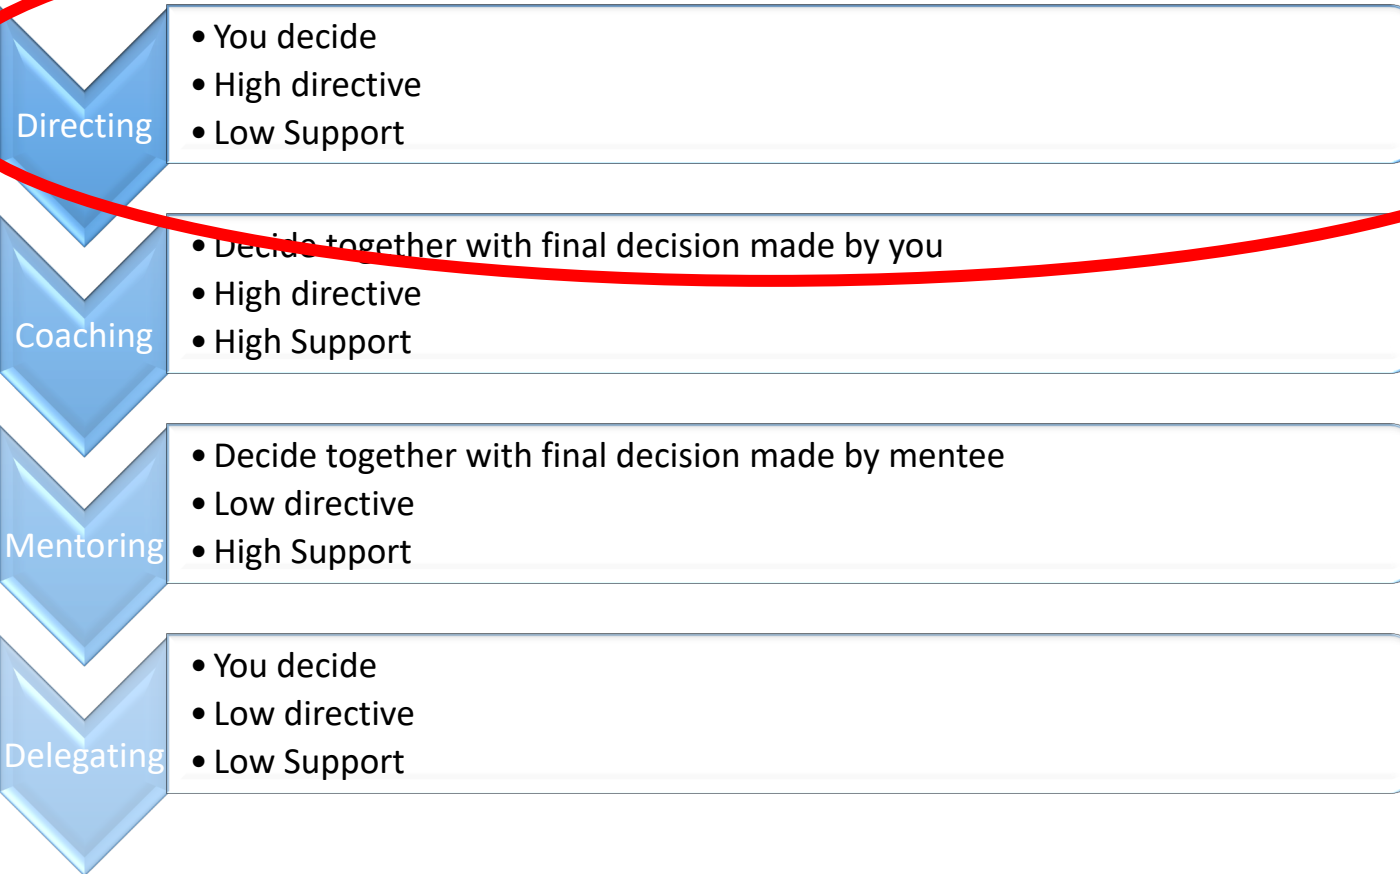 Directing
• You decide
• High directive
• Low Support
Coaching
• Decide together with final decision made by you
• High directive
• High Support
Mentoring
• Decide together with final decision made by mentee
• Low directive
• High Support
Delegating
• You decide
• Low directive
• Low Support